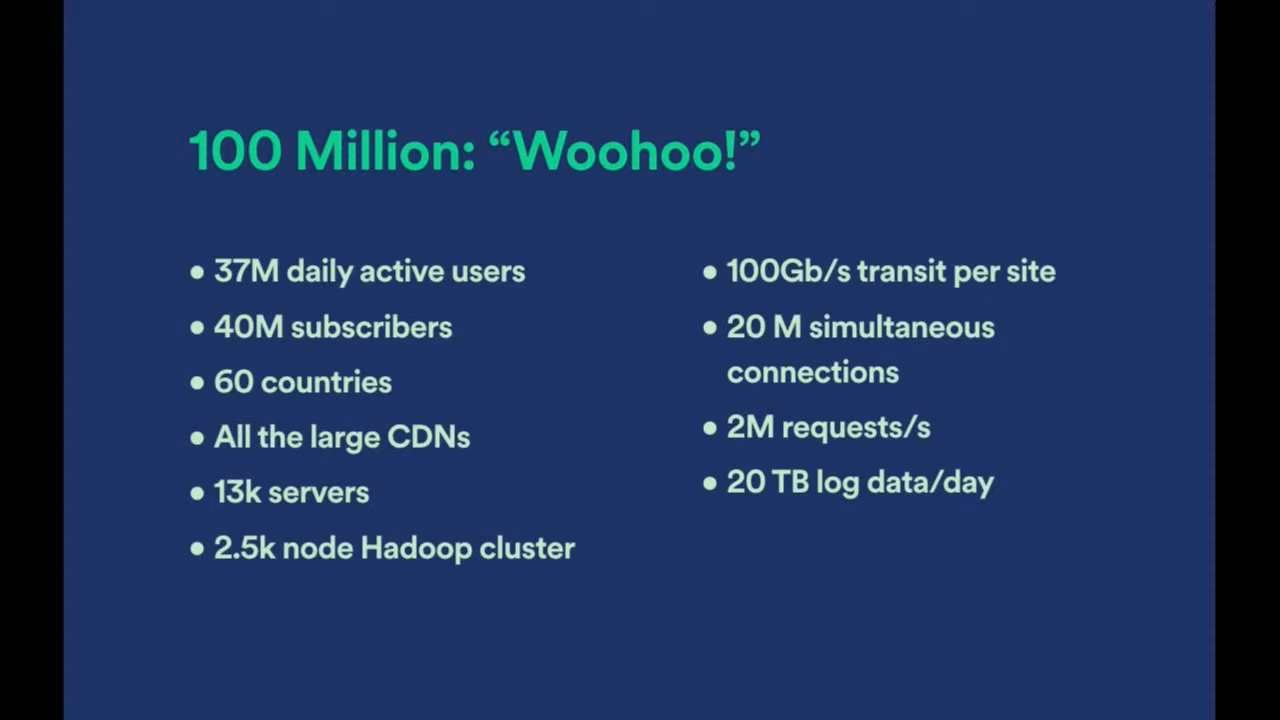 100 Million: “Woohoo!”
• 37M daily active users
• 40M subscribers
• 60 countries
• All the large CDNs
• 13k servers
• 2.5k node Hadoop cluster
• 100Gb/s transit per site
• 20 M simultaneous
connections
• 2M requests/s
• 20 TB log data/day